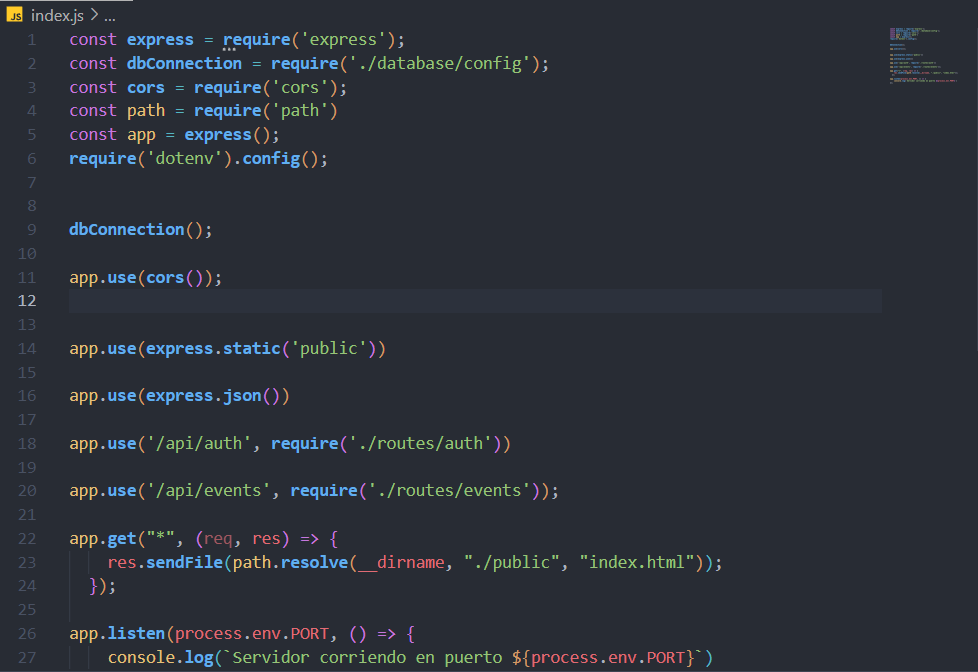 JS index.js > ...
1 const express = require('express');
2 const dbConnection = require('./database/config');
3 const cors = require('cors');
4 const path = require('path')
5 const app = express();
6 require('dotenv').config();
7
8
9 dbConnection();
10
11 app.use(cors());
12
13
14 app.use(express.static('public'))
15
16 app.use(express.json())
17
18 app.use('/api/auth', require('./routes/auth'))
19
20 app.use('/api/events', require('./routes/events'));
21
22 app.get("*", (req, res) => {
23     res.sendFile(path.resolve(__dirname, "./public", "index.html"));
24   });
25
26 app.listen(process.env.PORT, () => {
27     console.log(`Servidor corriendo en puerto ${process.env.PORT}`)